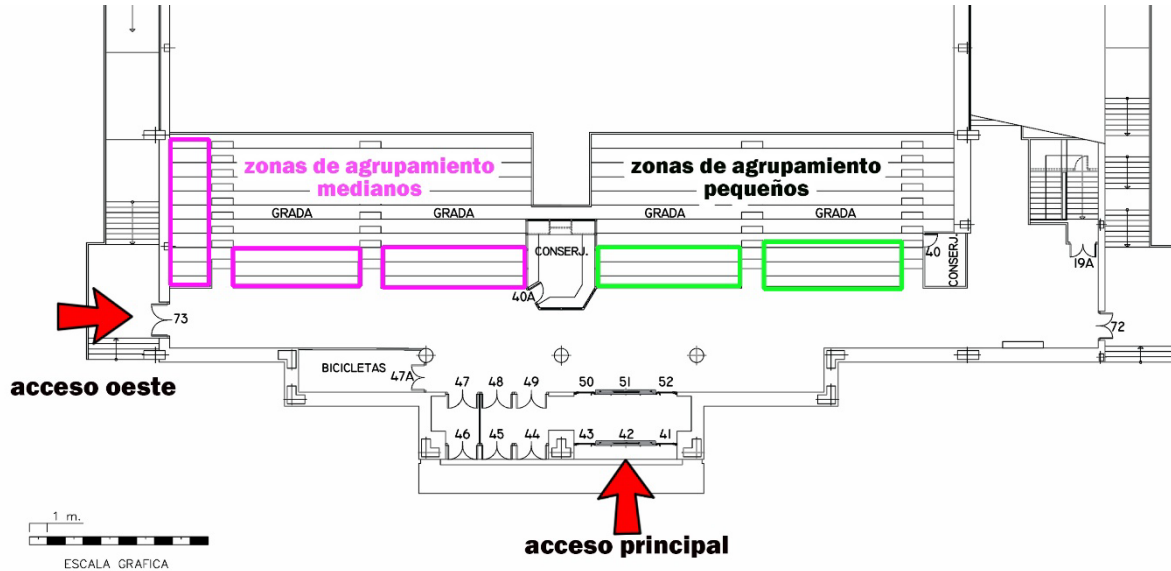 zonas de agrupamiento
medianos
zonas de agrupamiento
pequeños
GRADA
GRADA
GRADA
GRADA
CONSERJ.
40
CONSERJ.
19A
40A
73
72
acceso oeste
BICICLETAS
47A
47
48
49
50
51
52
46
45
44
43
42
41
1 m.
acceso principal
ESCALA GRAFICA